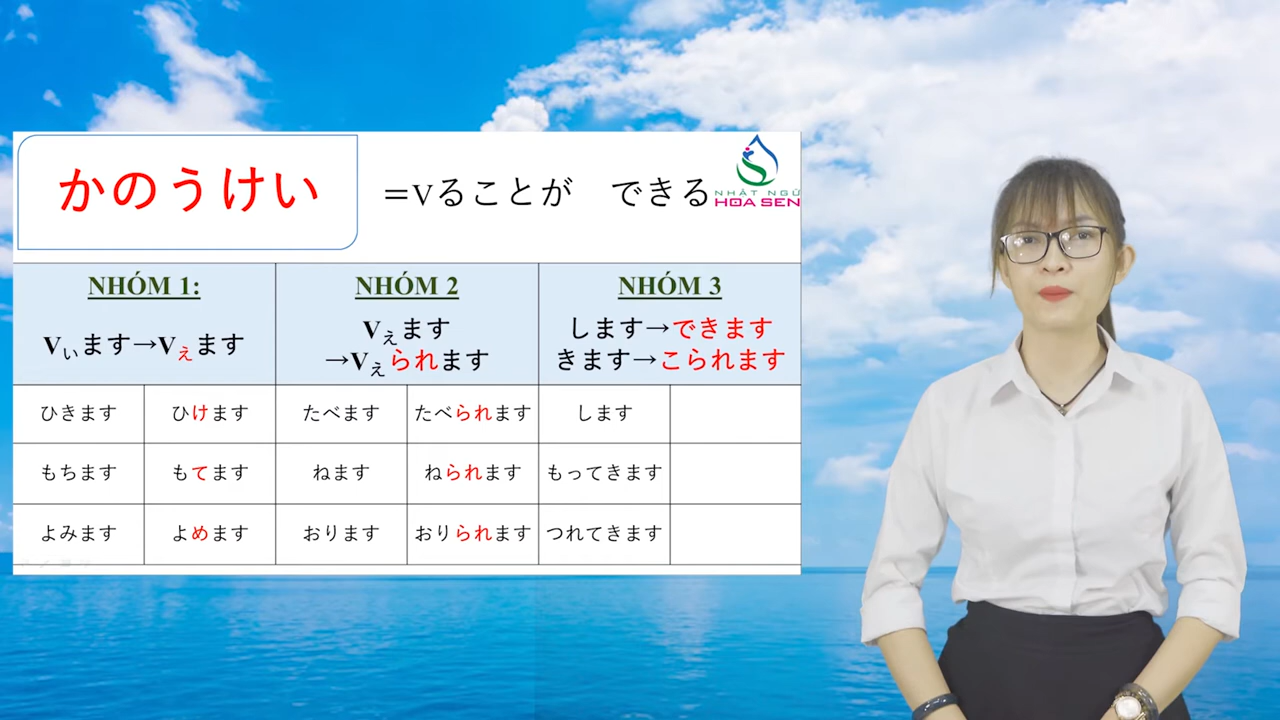 かのうけい
=Vることが できる
NHẬT NGỮ
HOA SEN
NHÓM 1:
Vいます→Vえます
NHÓM 2
Vえます
→Vえられます
NHÓM 3
します→できます
きます→こられます
ひきます ひけます たべます たべられます します
もちます もてます ねます ねられます もってきます
よみます よめます おります おりられます つれてきます